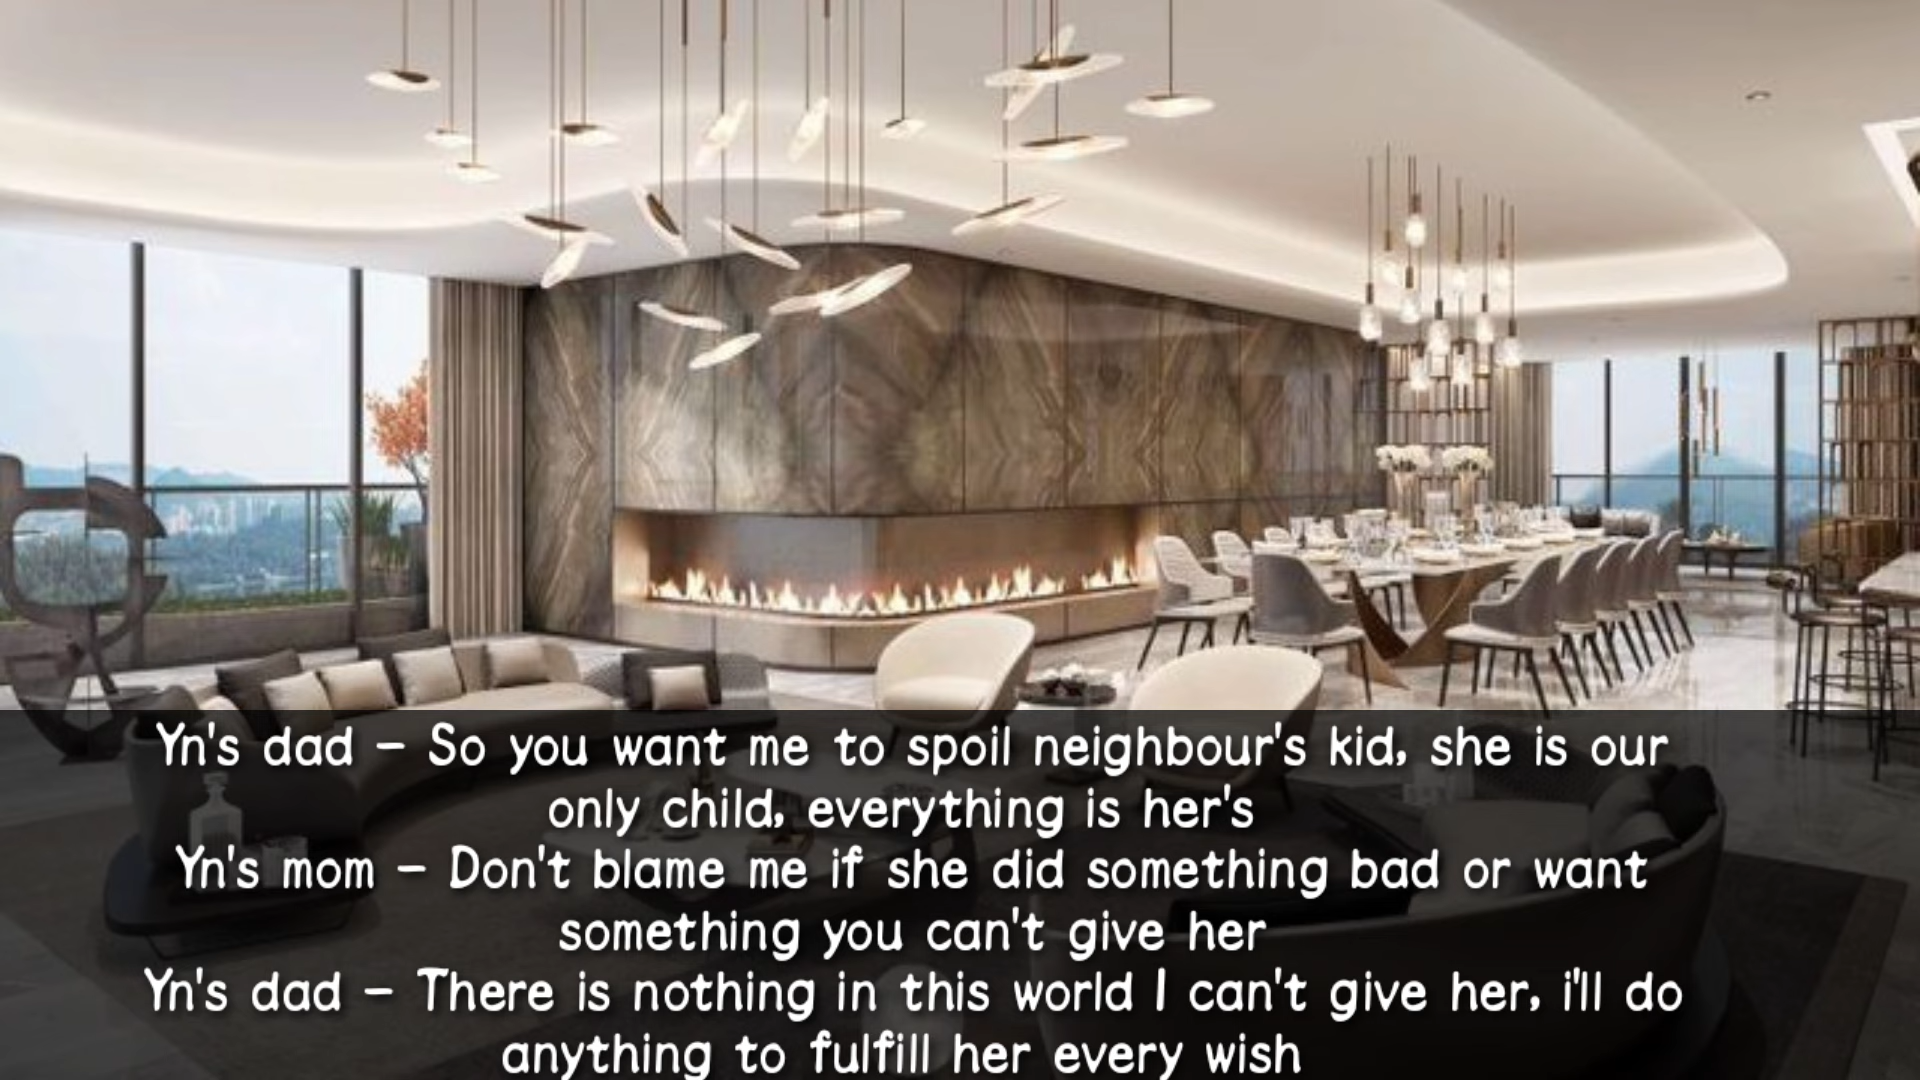 Yn's dad - So you want me to spoil neighbour's kid, she is our
only child, everything is her's
Yn's mom - Don't blame me if she did something bad or want
something you can't give her
Yn's dad - There is nothing in this world I can't give her, i'll do
anything to fulfill her every wish